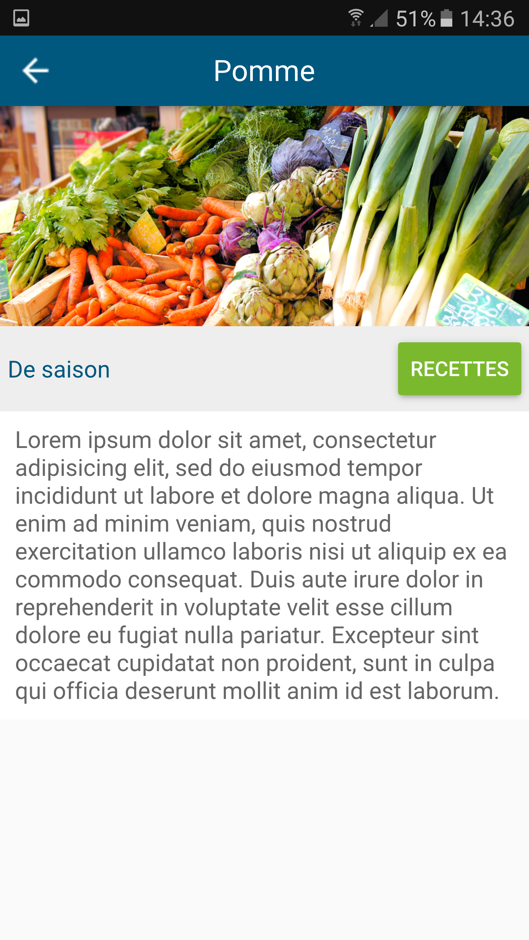 51% 14:36
Pomme
De saison
RECETTES
Lorem ipsum dolor sit amet, consectetur
adipisicing elit, sed do eiusmod tempor
incididunt ut labore et dolore magna aliqua. Ut
enim ad minim veniam, quis nostrud
exercitation ullamco laboris nisi ut aliquip ex ea
commodo consequat. Duis aute irure dolor in
reprehenderit in voluptate velit esse cillum
dolore eu fugiat nulla pariatur. Excepteur sint
occaecat cupidatat non proident, sunt in culpa
qui officia deserunt mollit anim id est laborum.